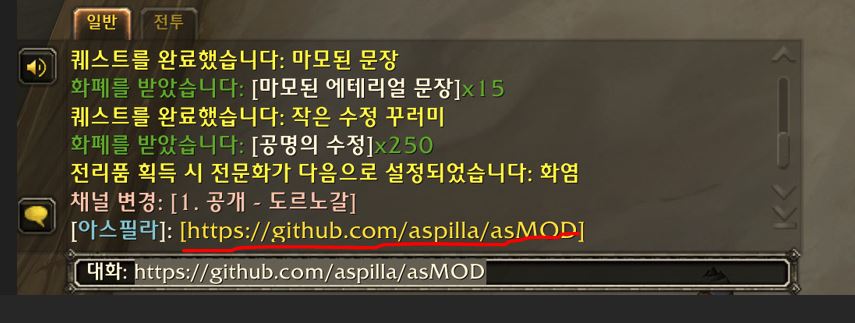 일반 전투
퀘스트를 완료했습니다: 마모된 문장
화폐를 받았습니다: [마모된 에테리얼 문장]x15
퀘스트를 완료했습니다: 작은 수정 꾸러미
화폐를 받았습니다: [공명의 수정]x250
전리품 획득 시 전문화가 다음으로 설정되었습니다: 화염
채널 변경: [1. 공개 - 도르노갈]
[아스필라]: [https://github.com/aspilla/asMOD]
대화: https://github.com/aspilla/asMOD